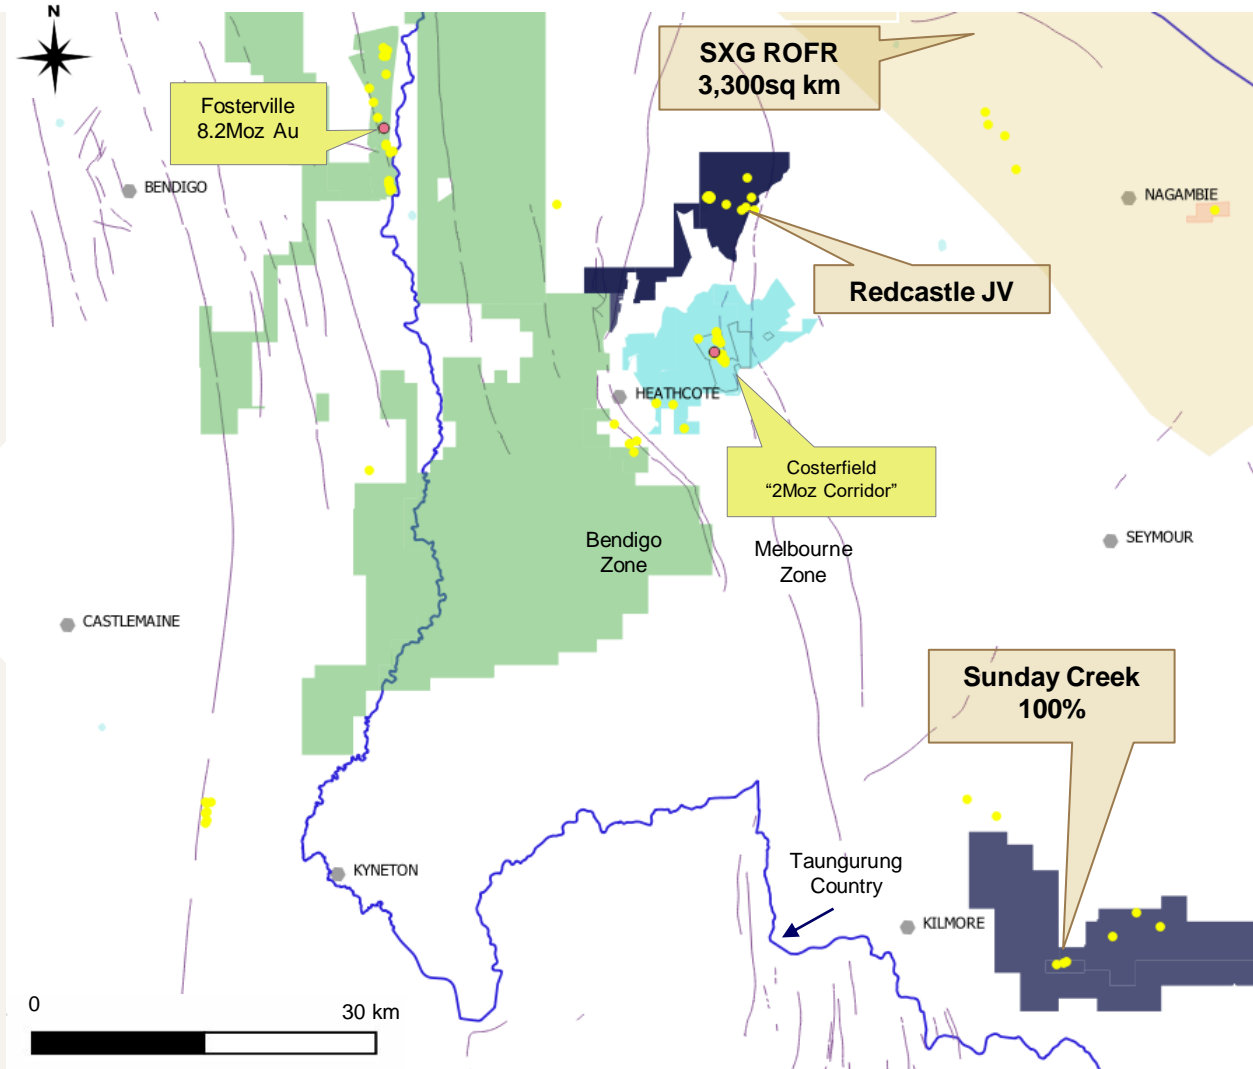 N
SXG ROFR
3,300sq km
Fosterville
8.2Moz Au
BENDIGO
NAGAMBIE
Redcastle JV
HEATHCOTE
Costerfield
“2Moz Corridor”
Bendigo
Zone
Melbourne
Zone
SEYMOUR
CASTLEMAINE
Sunday Creek
100%
Taungurung
Country
KYNETON
KILMORE
0
30 km